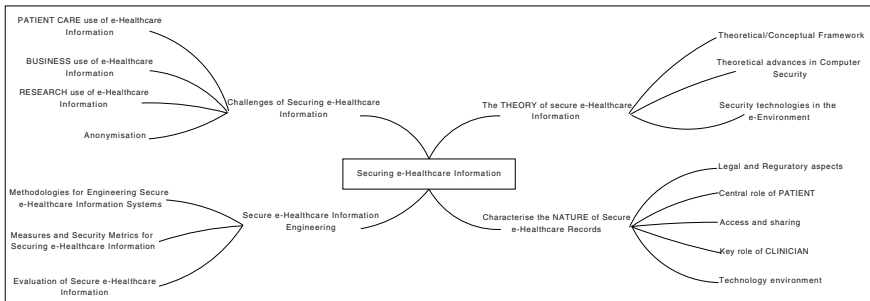 PATIENT CARE use of e-Healthcare
Information
BUSINESS use of e-Healthcare
Information
RESEARCH use of e-Healthcare
Information
Anonymisation
Challenges of Securing e-Healthcare
Information
Theoretical/Conceptual Framework
Theoretical advances in Computer
Security
Security technologies in the
e-Environment
The THEORY of secure e-Healthcare
Information
Securing e-Healthcare Information
Methodologies for Engineering Secure
e-Healthcare Information Systems
Measures and Security Metrics for
Securing e-Healthcare Information
Evaluation of Secure e-Healthcare
Information
Secure e-Healthcare Information
Engineering
Characterise the NATURE of Secure
e-Healthcare Records
Legal and Reguratory aspects
Central role of PATIENT
Access and sharing
Key role of CLINICIAN
Technology environment